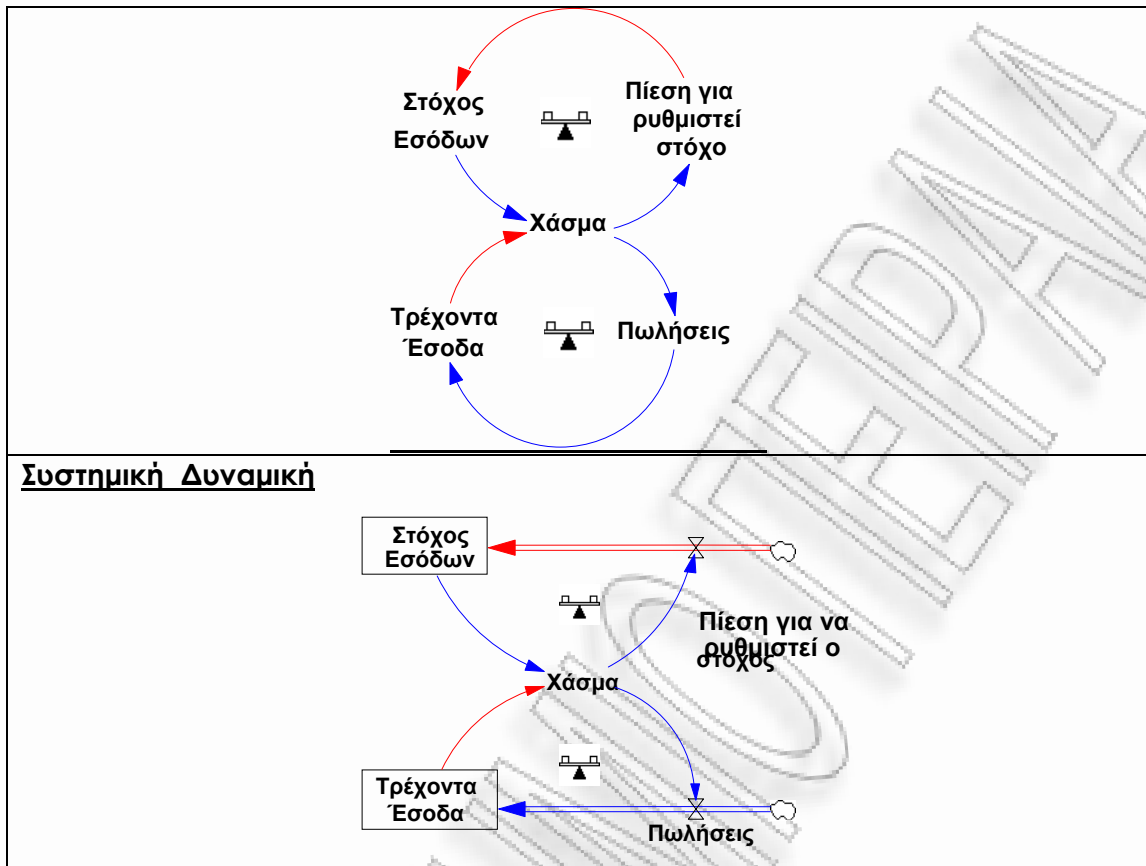 Στόχος
Εσόδων
Πίεση για
ρυθμιστεί
στόχο
Χάσμα
Τρέχοντα
Έσοδα
Πωλήσεις
Συστημική Δυναμική
Στόχος
Εσόδων
Πίεση για να
ρυθμιστεί ο
στόχος
Χάσμα
Τρέχοντα
Έσοδα
Πωλήσεις